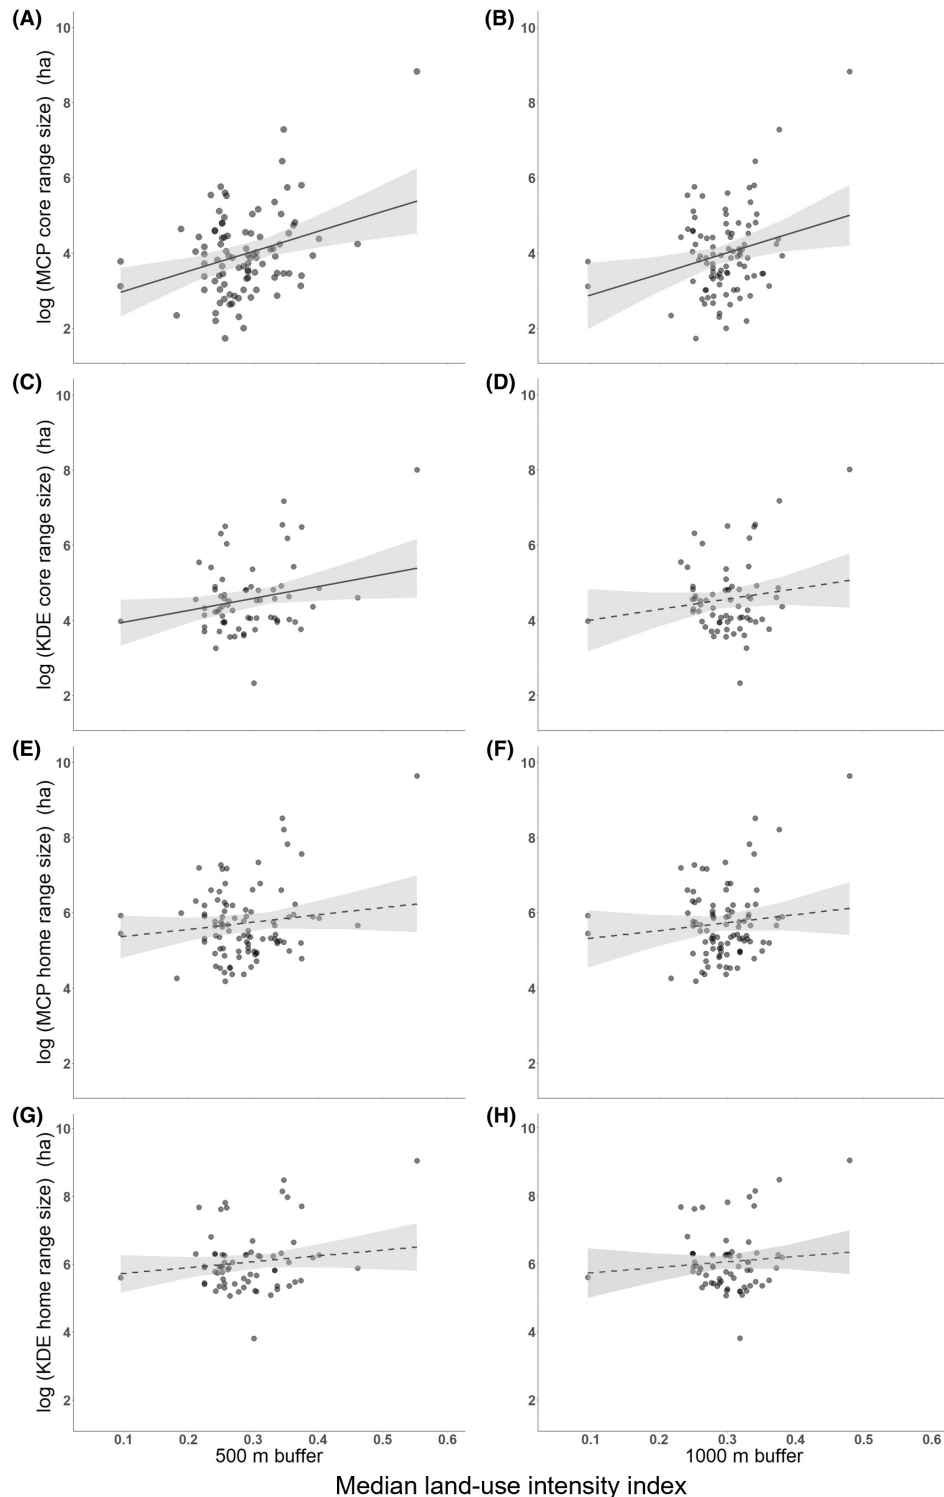 (A) (B)
log (MCP core range size) (ha)
10 10
8 8
6 6
4 4
2 2
(C) (D)
log (KDE core range size) (ha)
10 10
8 8
6 6
4 4
2 2
(E) (F)
log (MCP home range size) (ha)
10 10
8 8
6 6
4 4
2 2
(G) (H)
log (KDE home range size) (ha)
10 10
8 8
6 6
4 4
2 2
0.1 0.2 0.3 0.4 0.5 0.6 0.1 0.2 0.3 0.4 0.5 0.6
500 m buffer 1000 m buffer
Median land-use intensity index